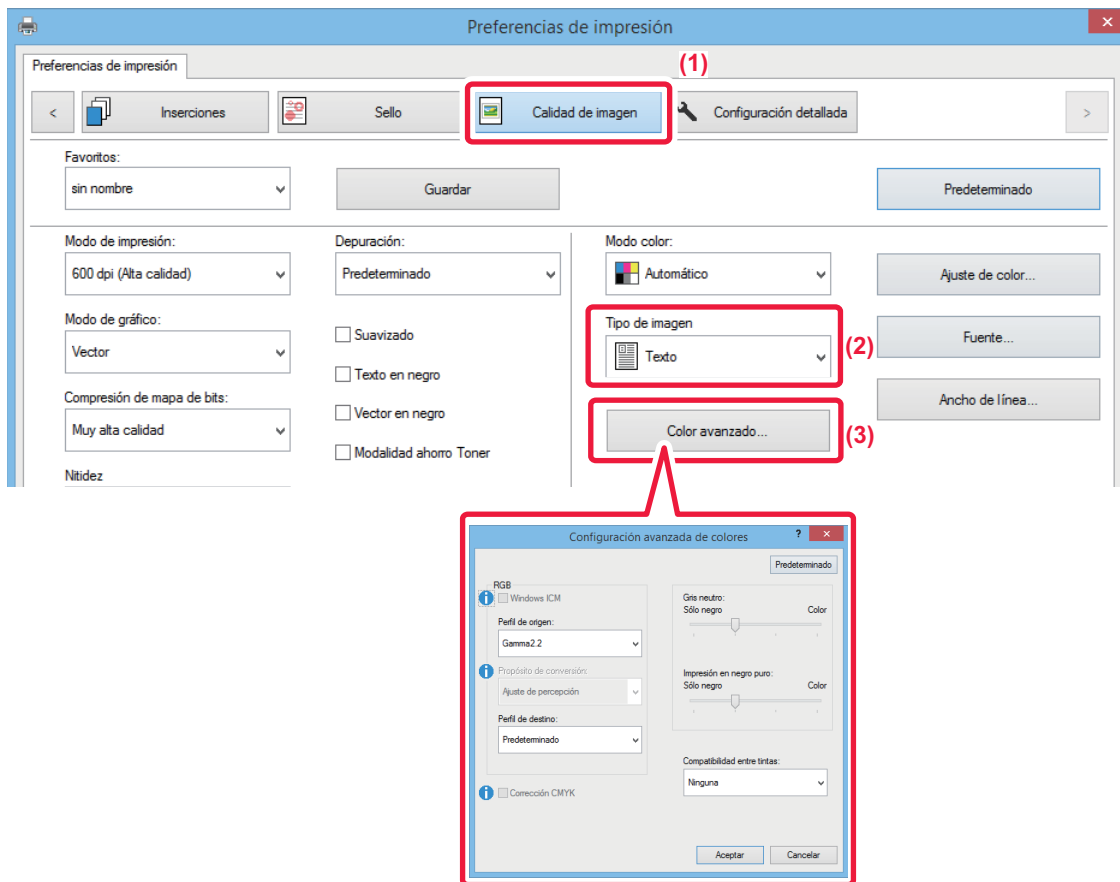 Preferencias de impresión
Preferencias de impresión
(1)
<
Inserciones
Sello
Calidad de imagen
Configuración detallada
>
Favoritos:
sin nombre
Guardar
Predeterminado
Modo de impresión:
600 dpi (Alta calidad)
Modo de gráfico:
Vector
Compresión de mapa de bits:
Muy alta calidad
Nitidez
Depuración:
Predeterminado
Suavizado
Texto en negro
Vector en negro
Modalidad ahorro Toner
Modo color:
Automático
Tipo de imagen
Texto
(2)
Color avanzado...
(3)
Ajuste de color...
Fuente...
Ancho de línea...
Configuración avanzada de colores
?
Predeterminado
RGB
Windows ICM
Perfil de origen:
Gamma2.2
Propósito de conversión:
Ajuste de percepción
Perfil de destino:
Predeterminado
Corrección CMYK
Gris neutro:
Sólo negro Color
Impresión en negro puro:
Sólo negro Color
Compatibilidad entre tintas:
Ninguna
Aceptar
Cancelar